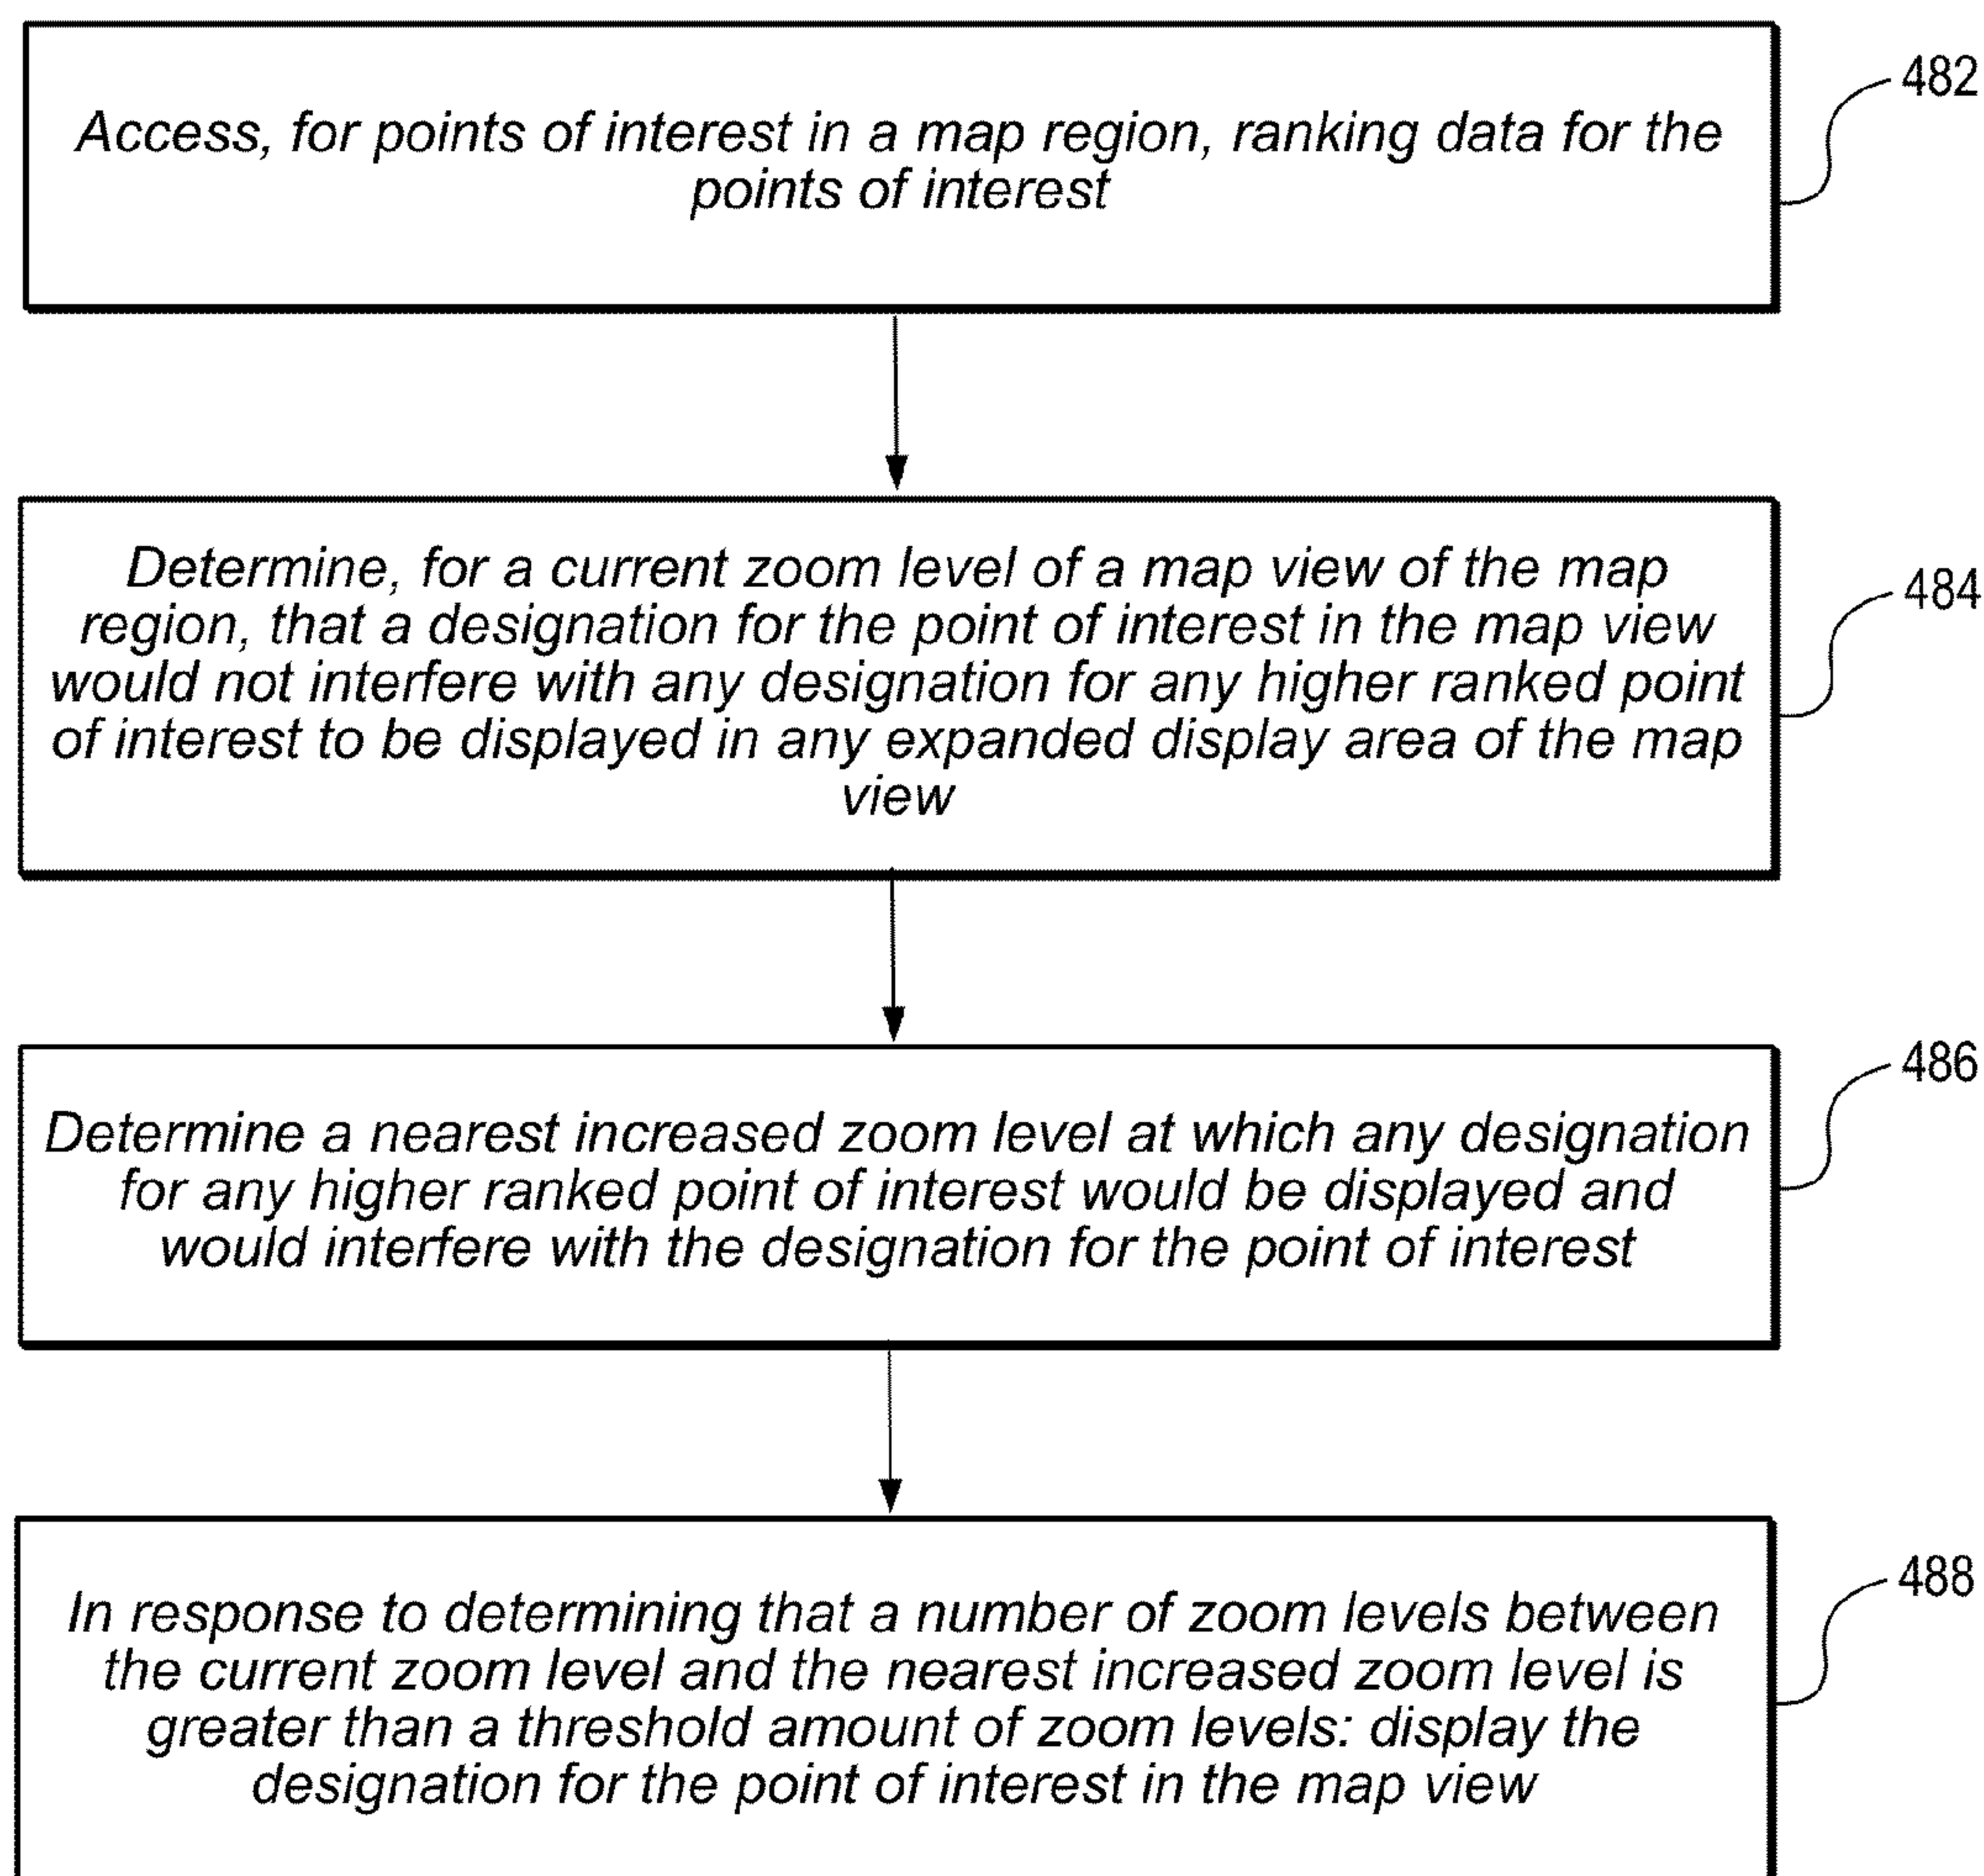 Access, for points of interest in a map region, ranking data for the
points of interest
482
Determine, for a current zoom level of a map view of the map
region, that a designation for the point of interest in the map view
would not interfere with any designation for any higher ranked point
of interest to be displayed in any expanded display area of the map
view
484
Determine a nearest increased zoom level at which any designation
for any higher ranked point of interest would be displayed and
would interfere with the designation for the point of interest
486
In response to determining that a number of zoom levels between
the current zoom level and the nearest increased zoom level is
greater than a threshold amount of zoom levels: display the
designation for the point of interest in the map view
488